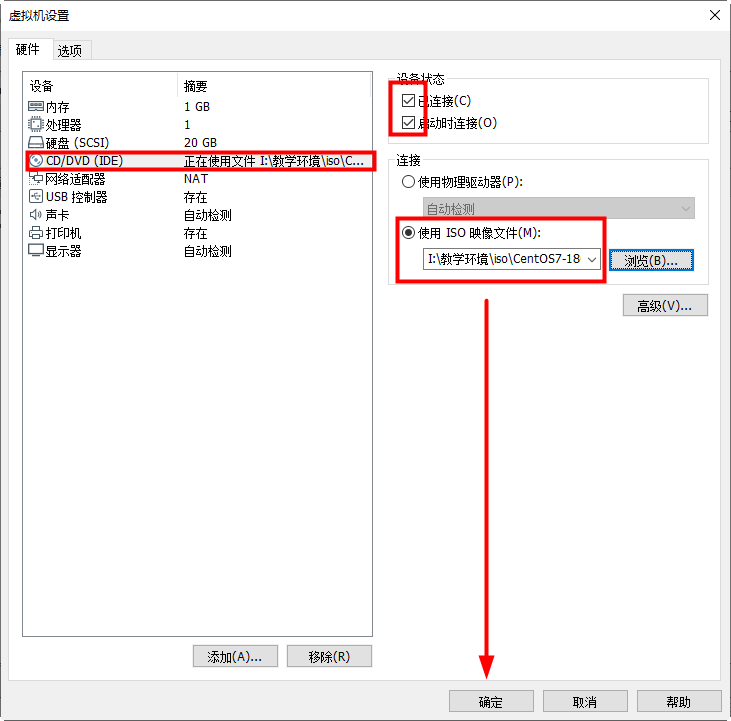 虚拟机设置
硬件 选项
设备 摘要
内存 1 GB
处理器 1
硬盘 (SCSI) 20 GB
CD/DVD (IDE) 正在使用文件 I:\教学环境\iso\C...
网络适配器 NAT
USB 控制器 存在
声卡 自动检测
打印机 存在
显示器 自动检测
添加(A)... 移除(R)
设备状态
已连接(C)
启动时连接(O)
连接
使用物理驱动器(P):
自动检测
使用 ISO 映像文件(M):
I:\教学环境\iso\CentOS7-18 浏览(B)...
高级(V)...
确定 取消 帮助